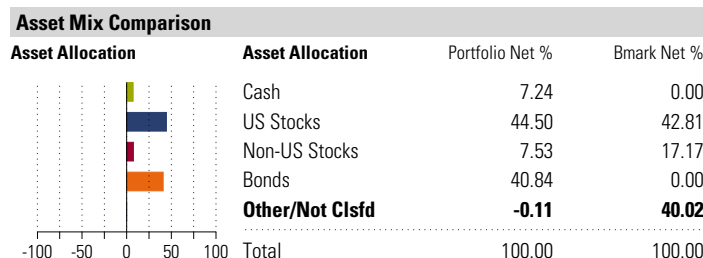 Asset Mix Comparison
Asset Allocation Asset Allocation Portfolio Net % Bmark Net %
Cash 7.24 0.00
US Stocks 44.50 42.81
Non-US Stocks 7.53 17.17
Bonds 40.84 0.00
Other/Not Clsfd -0.11 40.02
-100 -50 0 50 100 Total 100.00 100.00